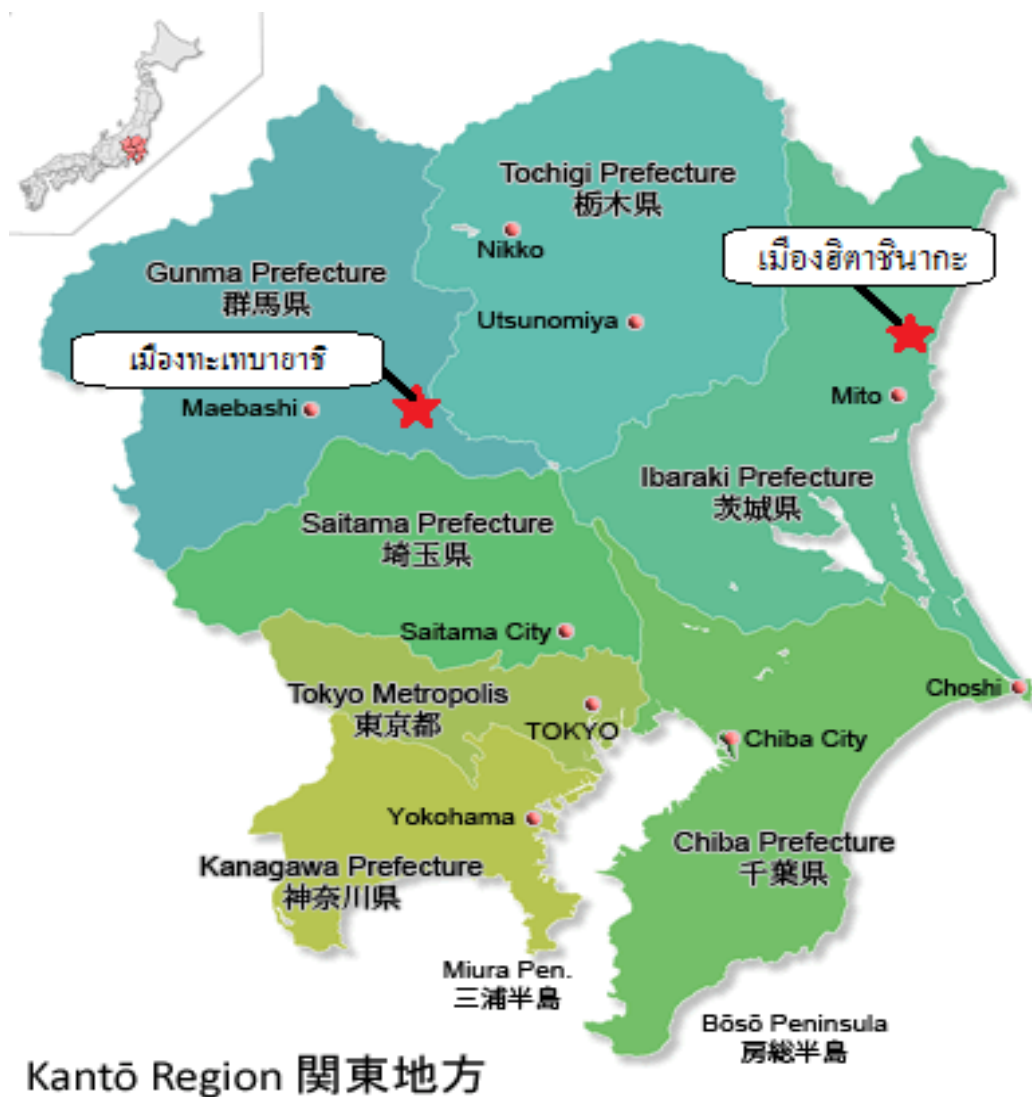 Tochigi Prefecture
栃木県
Nikko
เมืองฮิตาชินากะ
Gunma Prefecture
群馬県
Utsunomiya
เมืองทะเทบายาชิ
Maebashi
Mito
Ibaraki Prefecture
茨城県
Saitama Prefecture
埼玉県
Saitama City
Tokyo Metropolis
東京都
TOKYO
Choshi
Chiba City
Yokohama
Kanagawa Prefecture
神奈川県
Chiba Prefecture
千葉県
Miura Pen.
三浦半島
Bōsō Peninsula
房総半島
Kantō Region 関東地方